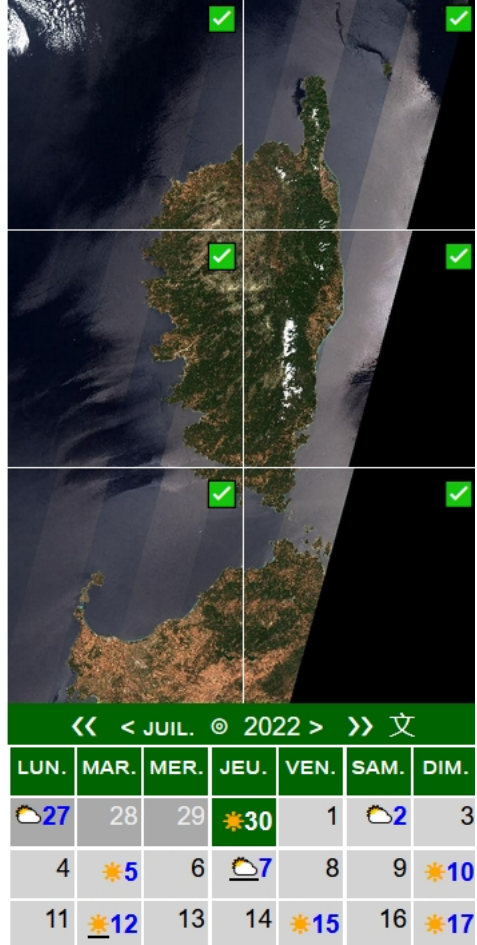 ❮❮ < JUIL. ⌾ 2022 > ❯❯ 文
LUN. MAR. MER. JEU. VEN. SAM. DIM.
27 28 29 30 1 2 3
4 5 6 7 8 9 10
11 12 13 14 15 16 17